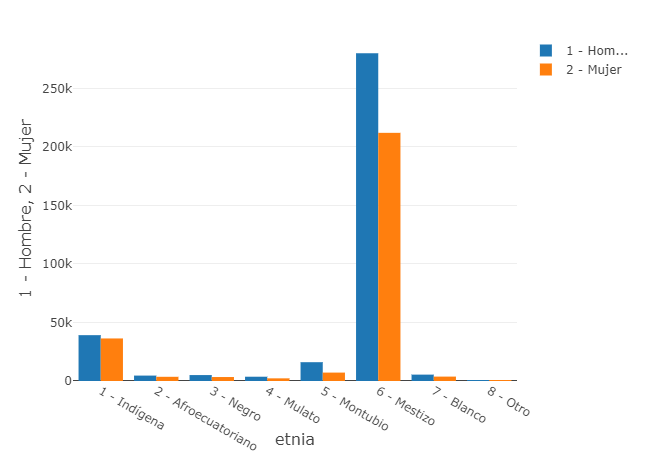 1 - Hom...
2 - Mujer
1 - Hombre, 2 - Mujer
250k
200k
150k
100k
50k
0
1 - Indígena
2 - Afroecuatoriano
3 - Negro
4 - Mulato
5 - Montubio
6 - Mestizo
7 - Blanco
8 - Otro
etnia